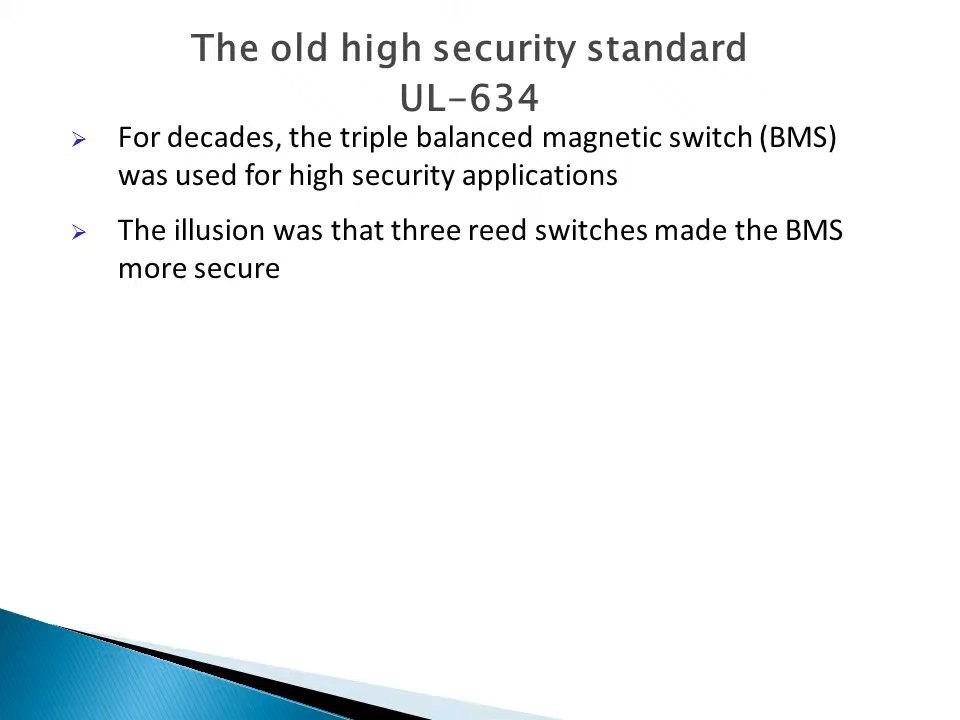 The old high security standard
UL-634
For decades, the triple balanced magnetic switch (BMS)
was used for high security applications
The illusion was that three reed switches made the BMS
more secure